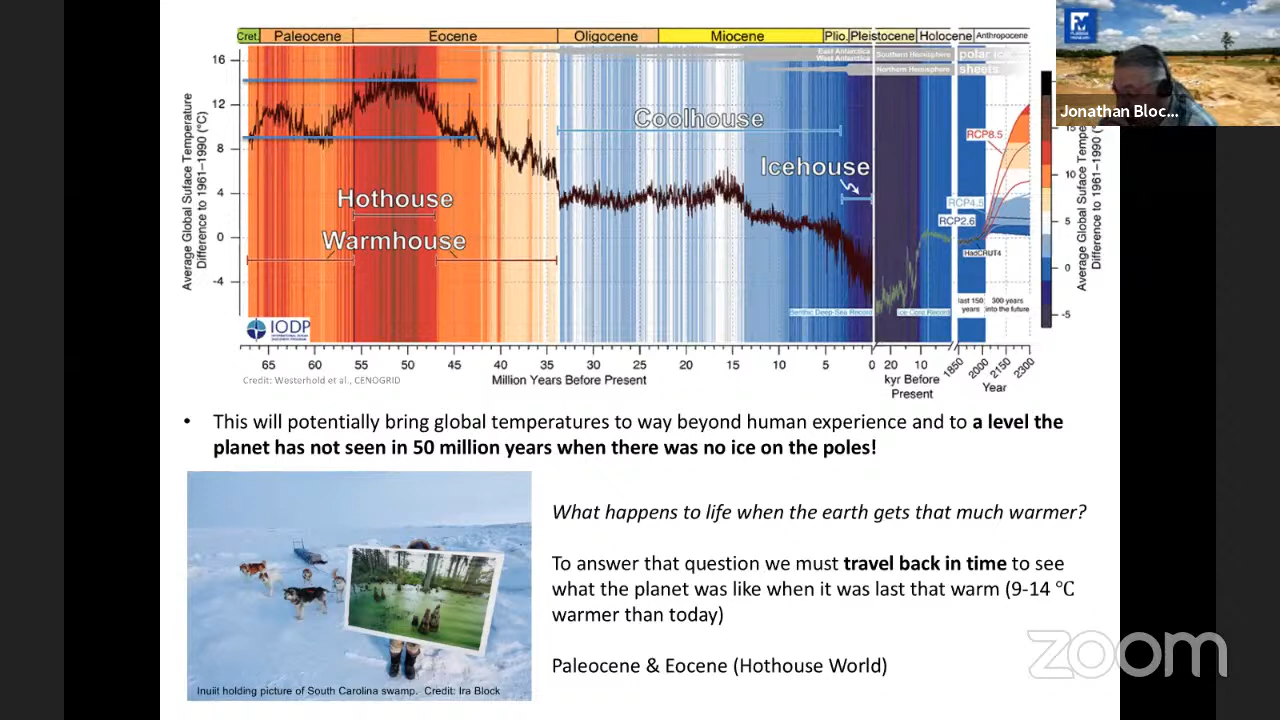 Cret. Paleocene Eocene Oligocene Miocene Plio. Pleistocene Holocene Anthropocene
East Antarctica
West Antarctica
Southern Hemisphere
polar ice
Northern Hemisphere
sheets
16
12
8
4
0
-4
Average Global Suface Temperature
Difference to 1961–1990 (°C)
Coolhouse
Icehouse
Hothouse
Warmhouse
RCP8.5
RCP4.5
RCP2.6
HadCRUT4
Benthic Deep-Sea Record
Ice Core Record
last 150 years
300 years into the future
15
10
5
0
-5
Average Global Suface Tempe
Difference to 1961–1990 (°C)
IODP
65 60 55 50 45 40 35 30 25 20 15 10 5 0 20 10 1850 2000 2150 2300
Credit: Westerhold et al., CENOGRID
Million Years Before Present
kyr Before
Present
Year
FLORIDA MUSEUM
Jonathan Bloc...
• This will potentially bring global temperatures to way beyond human experience and to a level the
planet has not seen in 50 million years when there was no ice on the poles!
What happens to life when the earth gets that much warmer?
To answer that question we must travel back in time to see
what the planet was like when it was last that warm (9-14 °C
warmer than today)
Paleocene & Eocene (Hothouse World)
Inuiit holding picture of South Carolina swamp. Credit: Ira Block
zoom